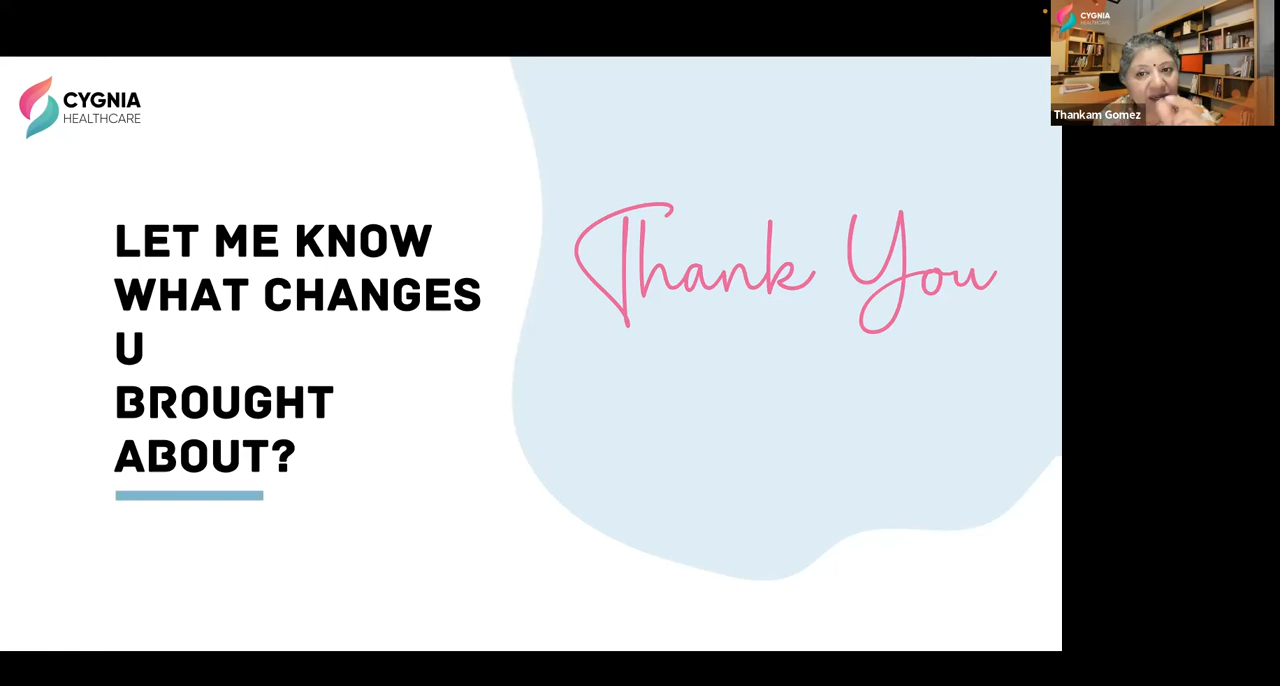 CYGNIA
HEALTHCARE
LET ME KNOW
WHAT CHANGES
U
BROUGHT
ABOUT?
Thank You
CYGNIA
HEALTHCARE
Thankam Gomez